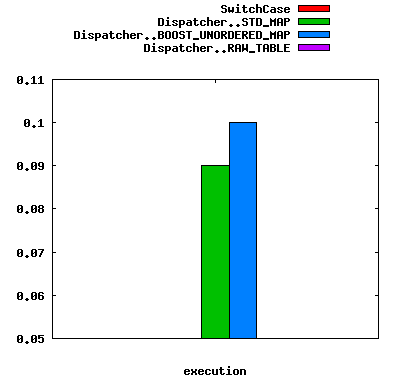 SwitchCase
Dispatcher..STD_MAP
Dispatcher..BOOST_UNORDERED_MAP
Dispatcher..RAW_TABLE
0.11
0.1
0.09
0.08
0.07
0.06
0.05
execution